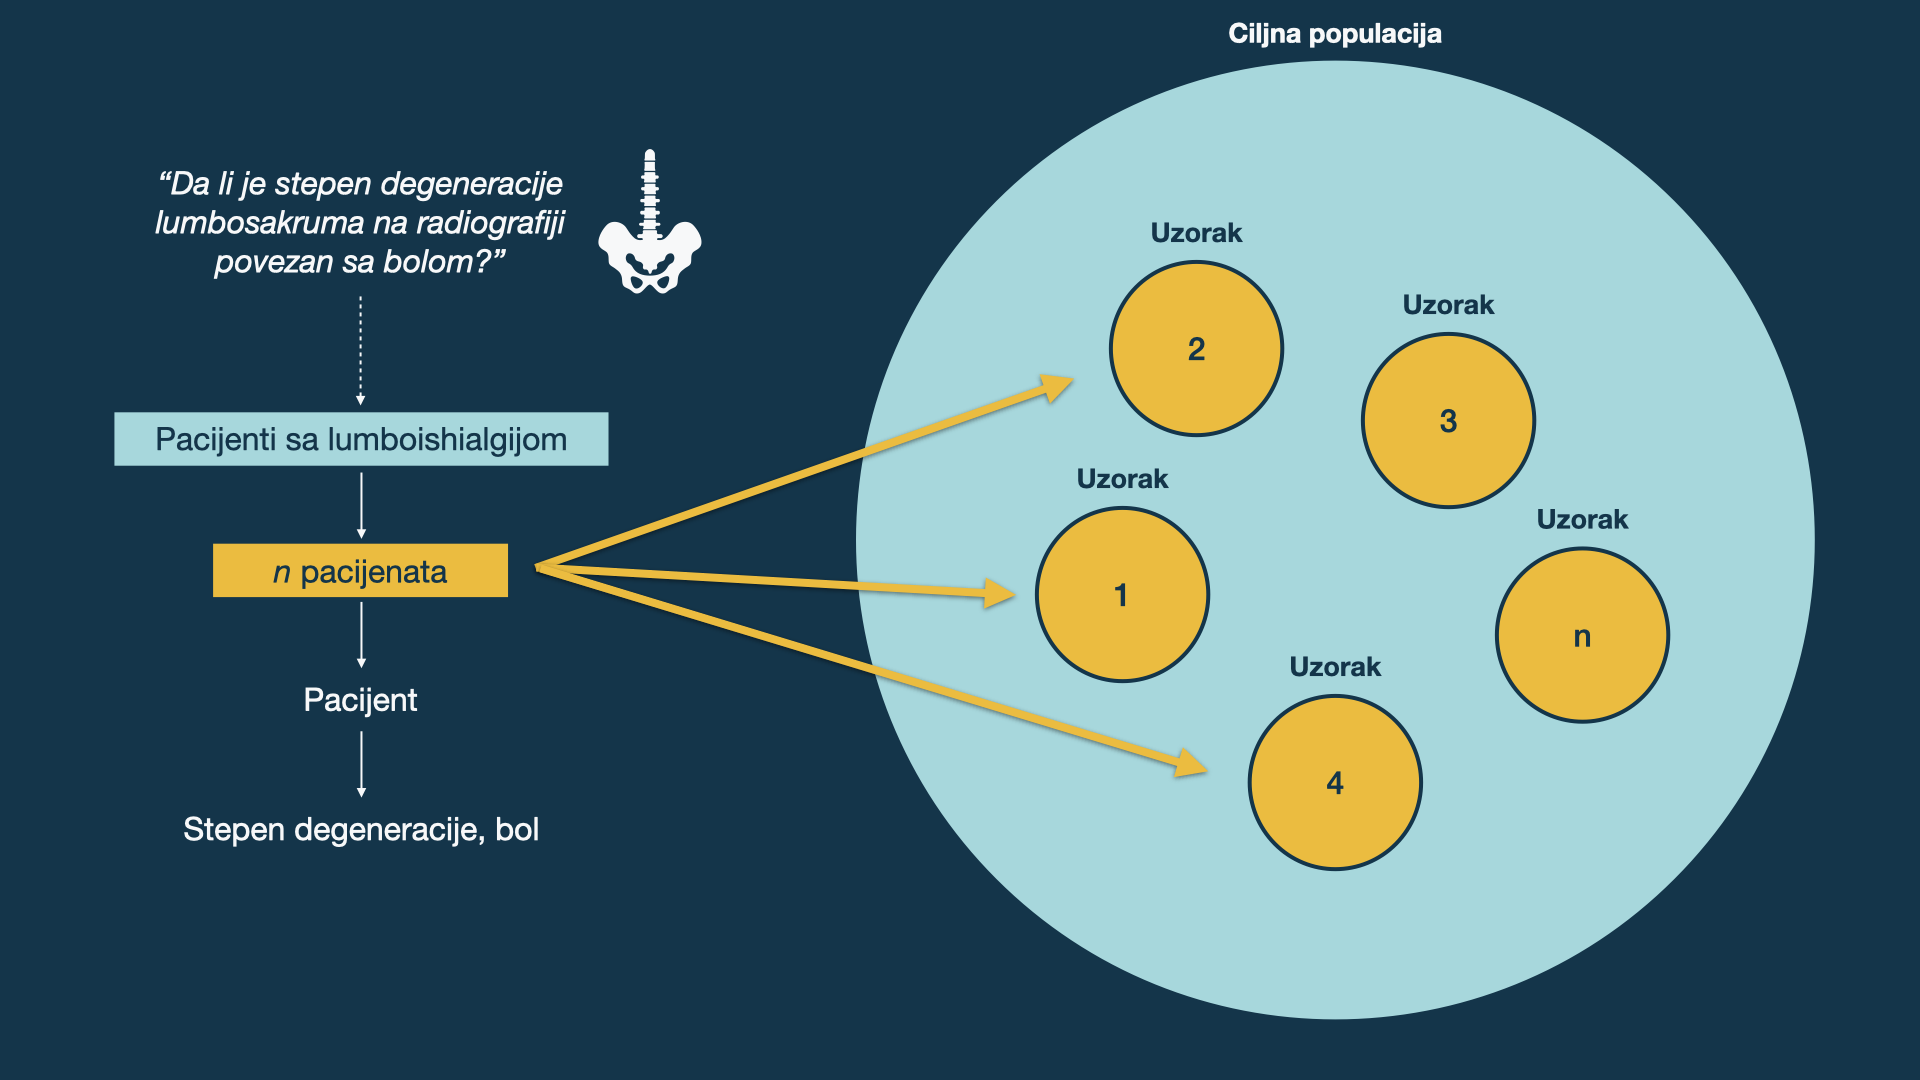 Ciljna populacija
“Da li je stepen degeneracije
lumbosakruma na radiografiji
povezan sa bolom?”
Pacijenti sa lumboishialgijom
n pacijenata
Pacijent
Stepen degeneracije, bol
Uzorak
2
Uzorak
3
Uzorak
1
Uzorak
n
Uzorak
4